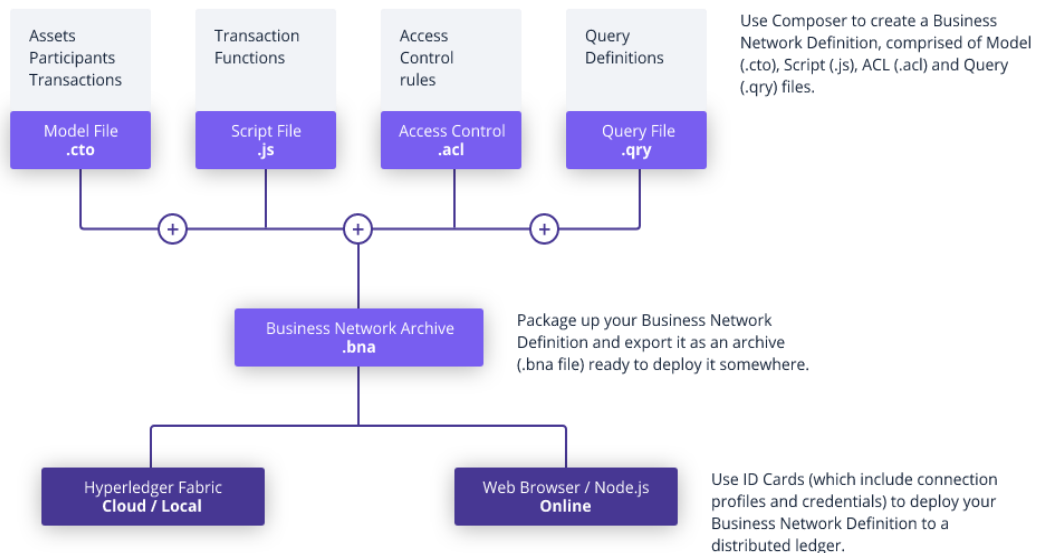 Assets
Participants
Transactions
Transaction
Functions
Access
Control
rules
Query
Definitions
Use Composer to create a Business
Network Definition, comprised of Model
(.cto), Script (.js), ACL (.acl) and Query
(.qry) files.
Model File
.cto
Script File
.js
Access Control
.acl
Query File
.qry
+
+
+
Business Network Archive
.bna
Package up your Business Network
Definition and export it as an archive
(.bna file) ready to deploy it somewhere.
Hyperledger Fabric
Cloud / Local
Web Browser / Node.js
Online
Use ID Cards (which include connection
profiles and credentials) to deploy your
Business Network Definition to a
distributed ledger.